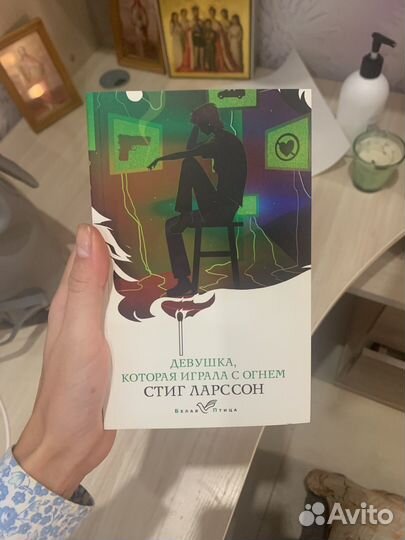 ДЕВУШКА,
КОТОРАЯ ИГРАЛА С ОГНЕМ
СТИГ ЛАРССОН
БЕЛАЯ ПТИЦА
Avito